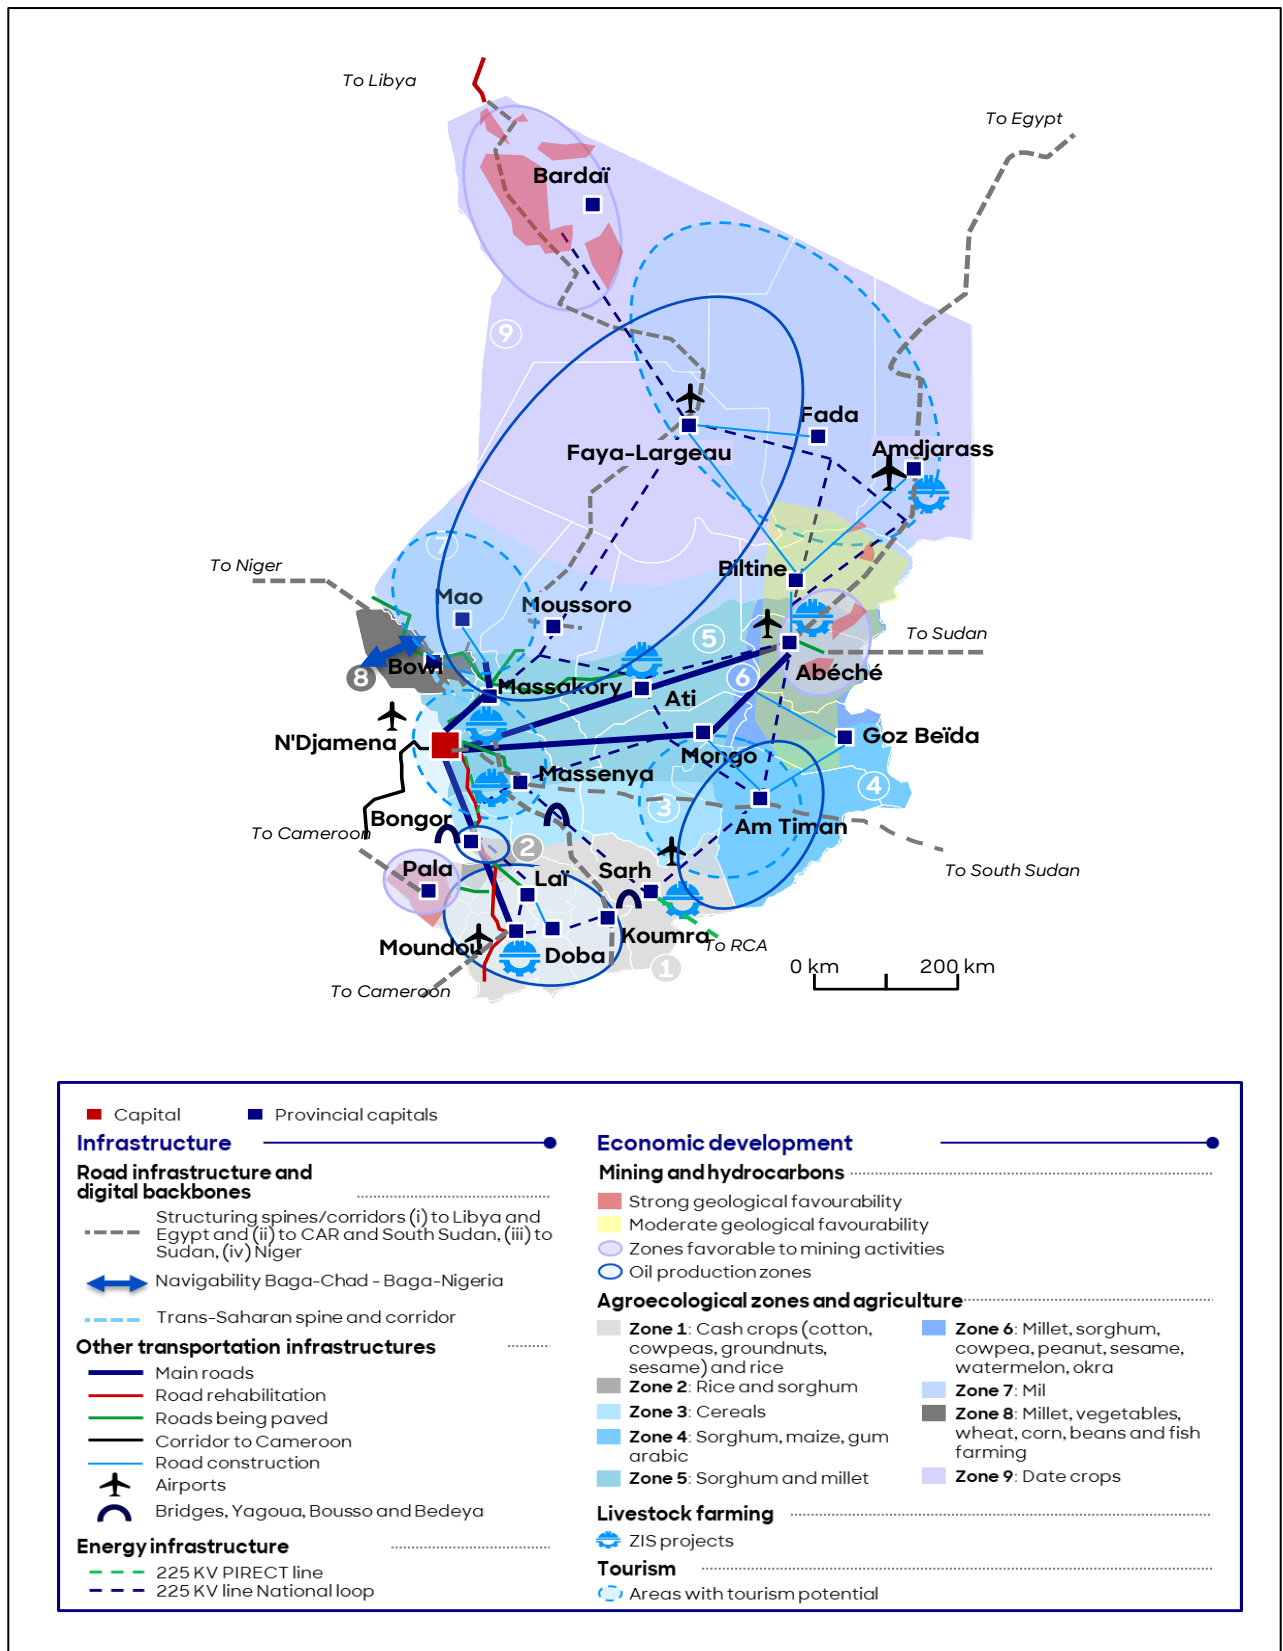 To Libya
To Egypt
Bardaï
9
Fada
Faya-Largeau
Amdjarass
7
To Niger
Biltine
Mao
Moussoro
5
To Sudan
Bowl
8
Abéché
6
Massakory
Ati
N'Djamena
Goz Beïda
Mongo
Massenya
4
3
Bongor
Am Timan
To Cameroon
2
Pala
Laï
Sarh
To South Sudan
Koumra
Moundou
Doba
To RCA
1
0 km
200 km
To Cameroon
Capital
Provincial capitals
Infrastructure
Road infrastructure and
digital backbones
Structuring spines/corridors (i) to Libya and
Egypt and (ii) to CAR and South Sudan, (iii) to
Sudan, (iv) Niger
Navigability Baga-Chad - Baga-Nigeria
Trans-Saharan spine and corridor
Other transportation infrastructures
Main roads
Road rehabilitation
Roads being paved
Corridor to Cameroon
Road construction
Airports
Bridges, Yagoua, Bousso and Bedeya
Energy infrastructure
225 KV PIRECT line
225 KV line National loop
Economic development
Mining and hydrocarbons
Strong geological favourability
Moderate geological favourability
Zones favorable to mining activities
Oil production zones
Agroecological zones and agriculture
Zone 1: Cash crops (cotton,
cowpeas, groundnuts,
sesame) and rice
Zone 2: Rice and sorghum
Zone 3: Cereals
Zone 4: Sorghum, maize, gum
arabic
Zone 5: Sorghum and millet
Zone 6: Millet, sorghum,
cowpea, peanut, sesame,
watermelon, okra
Zone 7: Mil
Zone 8: Millet, vegetables,
wheat, corn, beans and fish
farming
Zone 9: Date crops
Livestock farming
ZIS projects
Tourism
Areas with tourism potential